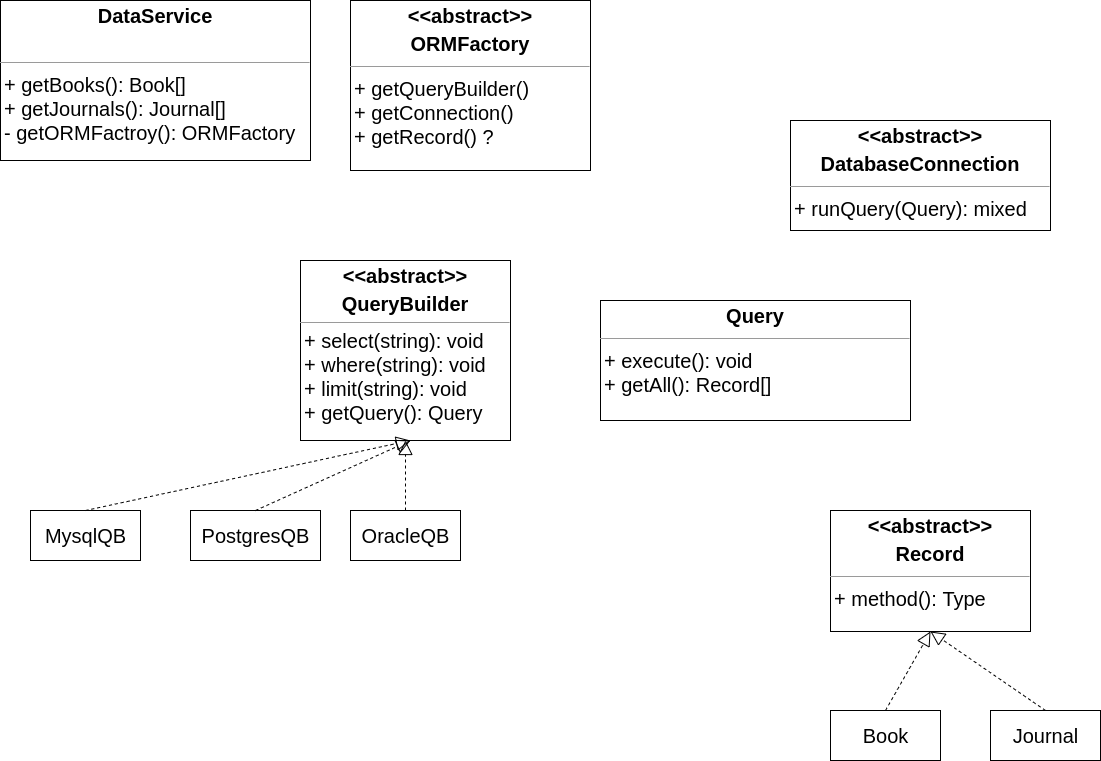 DataService
+ getBooks(): Book[]
+ getJournals(): Journal[]
- getORMFactroy(): ORMFactory
<<abstract>>
ORMFactory
+ getQueryBuilder()
+ getConnection()
+ getRecord() ?
<<abstract>>
DatabaseConnection
+ runQuery(Query): mixed
<<abstract>>
QueryBuilder
+ select(string): void
+ where(string): void
+ limit(string): void
+ getQuery(): Query
Query
+ execute(): void
+ getAll(): Record[]
MysqlQB
PostgresQB
OracleQB
<<abstract>>
Record
+ method(): Type
Book
Journal